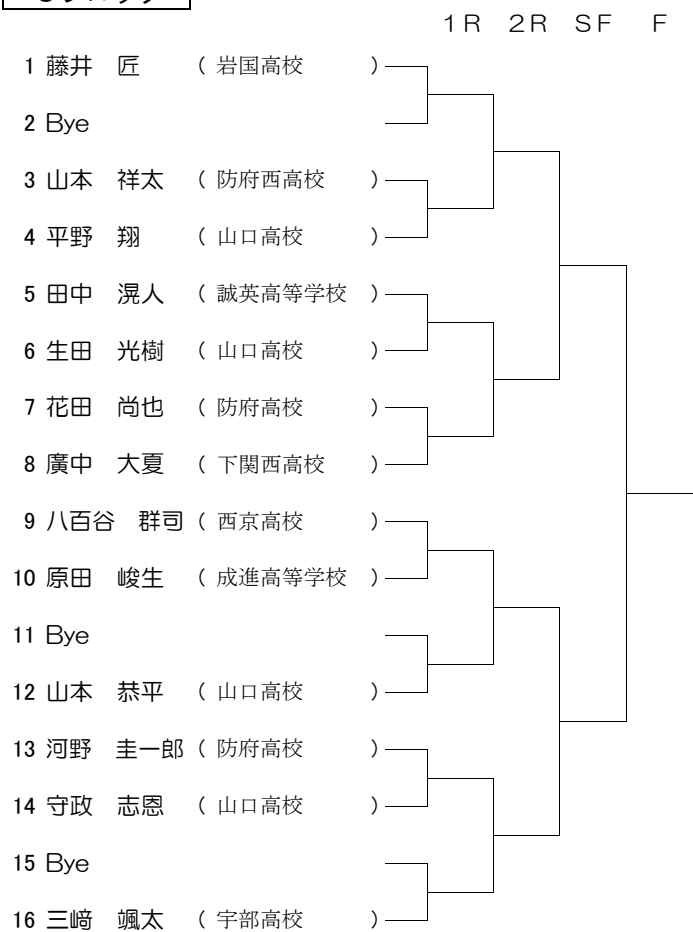 1R 2R SF F
1 藤井 匠 ( 岩国高校 )
2 Bye
3 山本 祥太 ( 防府西高校 )
4 平野 翔 ( 山口高校 )
5 田中 滉人 ( 誠英高等学校 )
6 生田 光樹 ( 山口高校 )
7 花田 尚也 ( 防府高校 )
8 廣中 大夏 ( 下関西高校 )
9 八百谷 群司 ( 西京高校 )
10 原田 峻生 ( 成進高等学校 )
11 Bye
12 山本 恭平 ( 山口高校 )
13 河野 圭一郎 ( 防府高校 )
14 守政 志恩 ( 山口高校 )
15 Bye
16 三﨑 颯太 ( 宇部高校 )